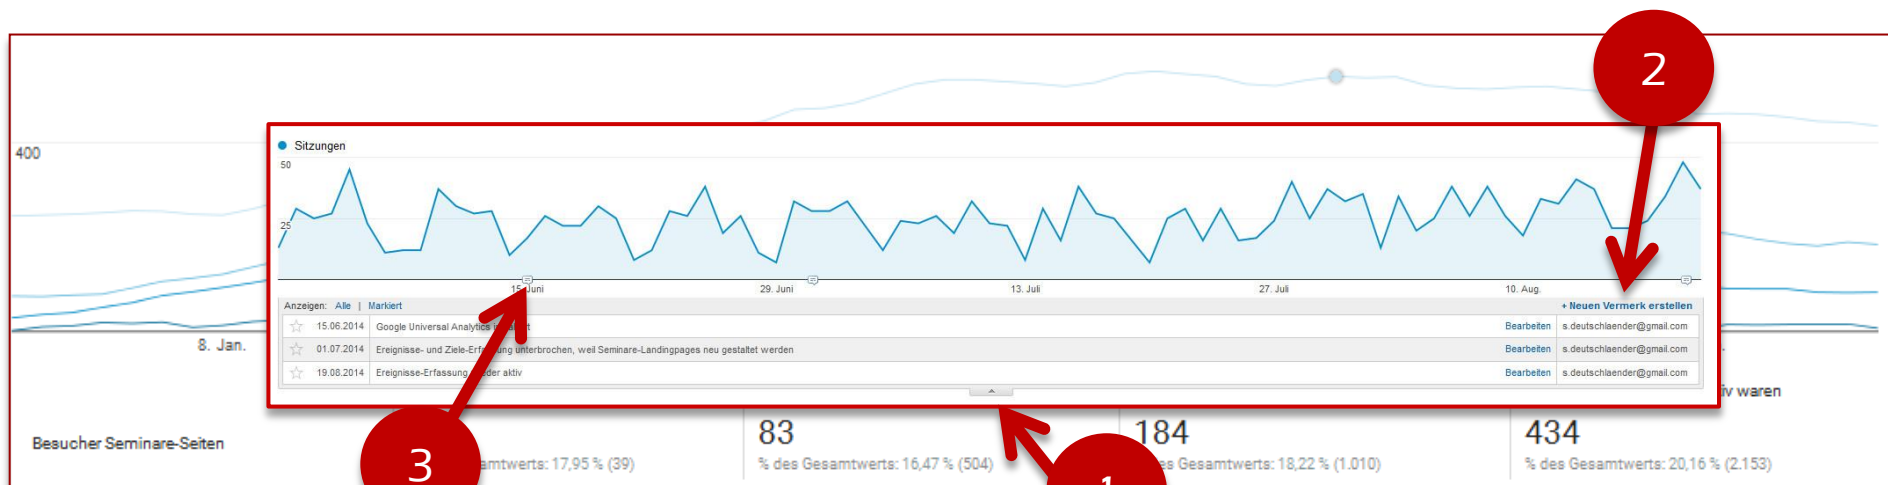 2
400
Sitzungen
50
25
15. Juni
29. Juni
13. Juli
27. Juli
10. Aug.
Anzeigen: Alle | Markiert
+ Neuen Vermerk erstellen
15.06.2014 Google Universal Analytics Bearbeiten s.deutschlaender@gmail.com
01.07.2014 Ereignisse- und Ziele-Erfassung unterbrochen, weil Seminare-Landingpages neu gestaltet werden Bearbeiten s.deutschlaender@gmail.com
19.08.2014 Ereignisse-Erfassung wieder aktiv Bearbeiten s.deutschlaender@gmail.com
8. Jan.
iv waren
Besucher Seminare-Seiten
3
amtwerts: 17,95 % (39)
83
% des Gesamtwerts: 16,47 % (504)
1
184
es Gesamtwerts: 18,22 % (1.010)
434
% des Gesamtwerts: 20,16 % (2.153)